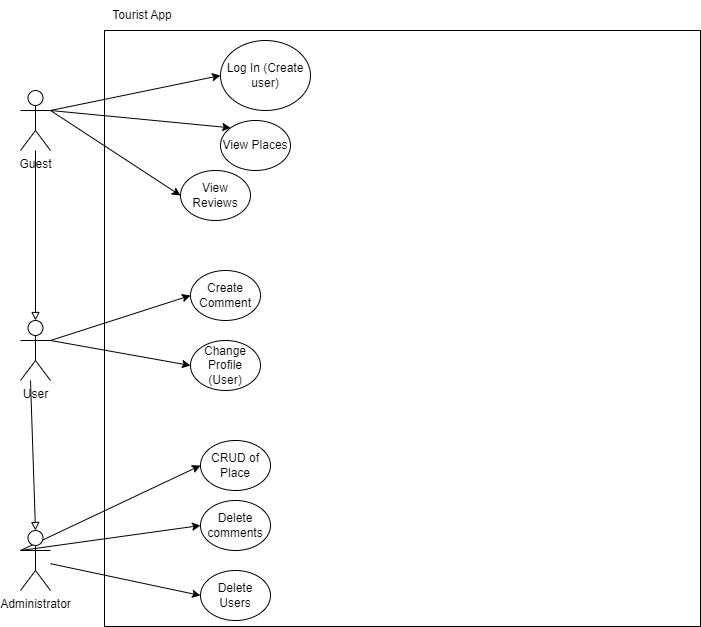 Tourist App
Log In (Create
user)
View Places
Guest
View
Reviews
Create
Comment
Change
Profile
(User)
User
CRUD of
Place
Delete
comments
Delete
Users
Administrator